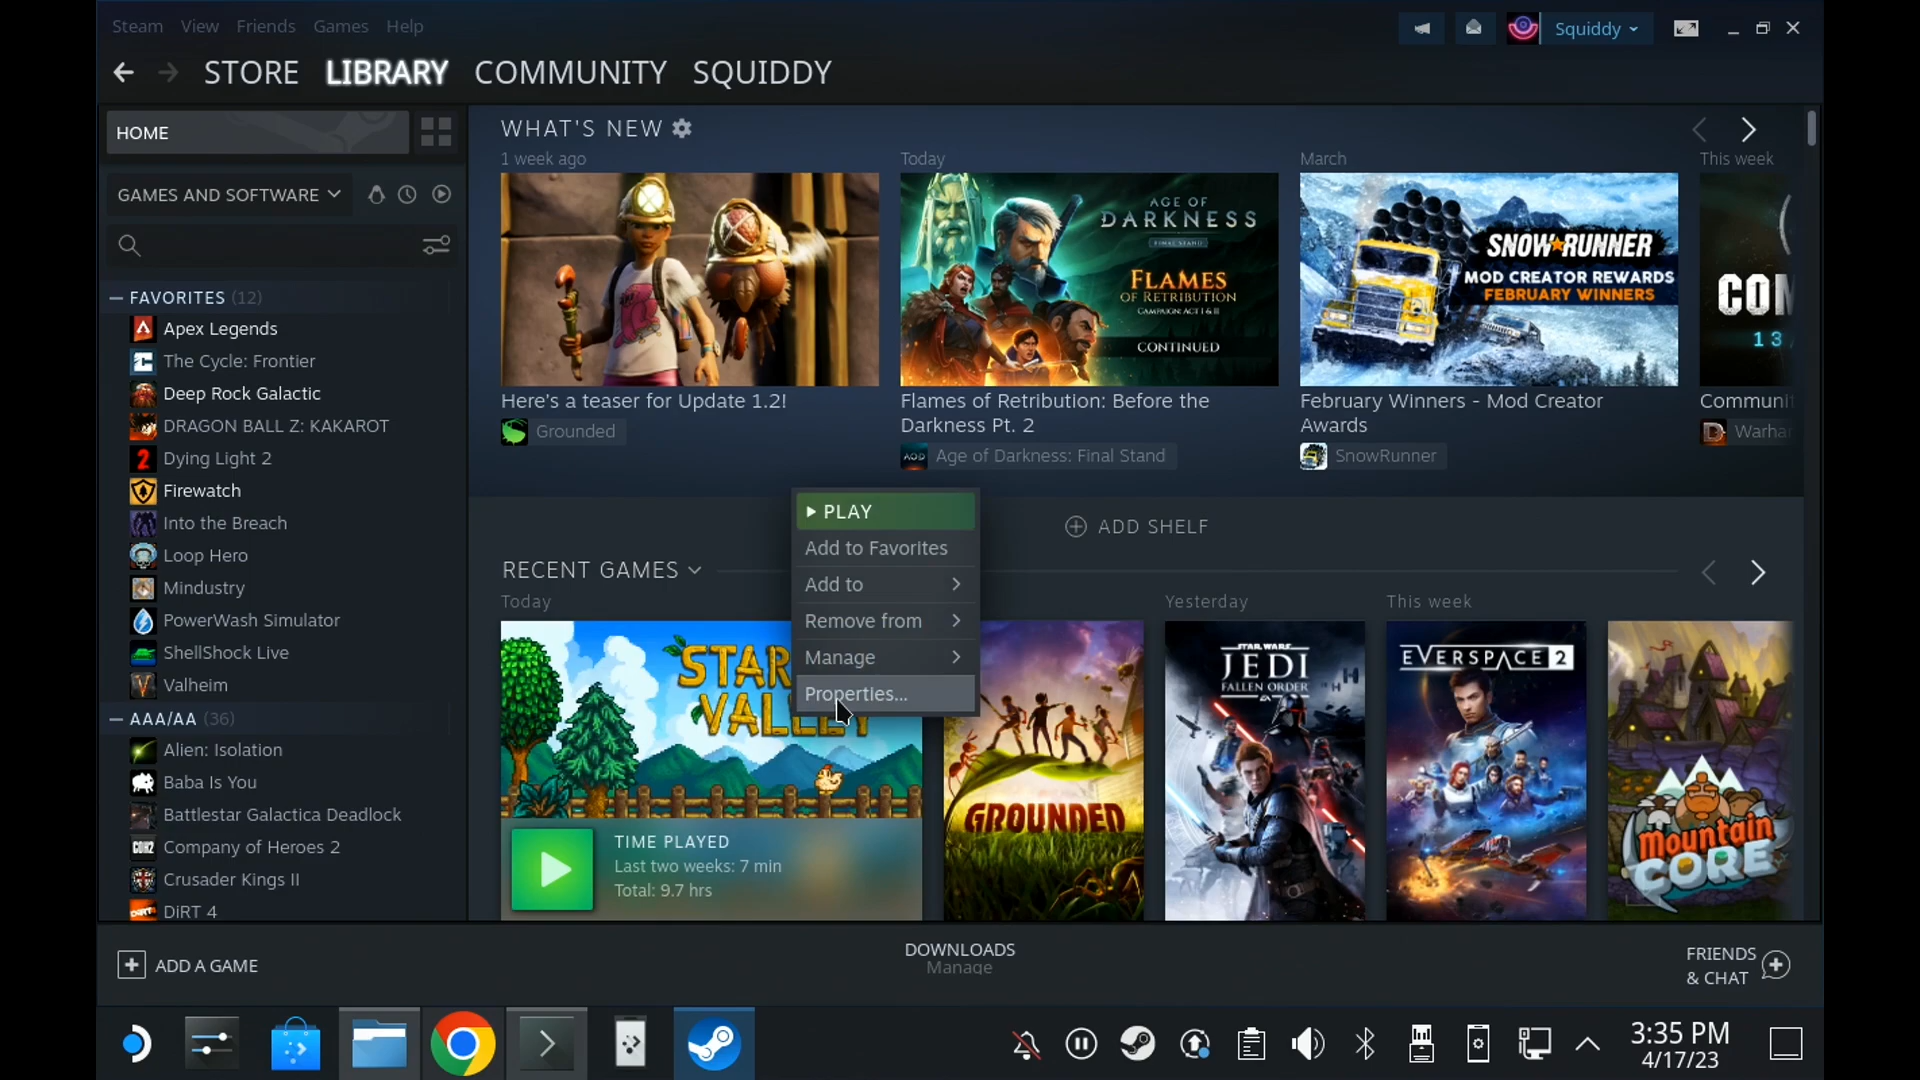 Steam View Friends Games Help
Squiddy
STORE LIBRARY COMMUNITY SQUIDDY
HOME
GAMES AND SOFTWARE
FAVORITES (12)
Apex Legends
The Cycle: Frontier
Deep Rock Galactic
DRAGON BALL Z: KAKAROT
Dying Light 2
Firewatch
Into the Breach
Loop Hero
Mindustry
PowerWash Simulator
ShellShock Live
Valheim
AAA/AA (36)
Alien: Isolation
Baba Is You
Battlestar Galactica Deadlock
Company of Heroes 2
Crusader Kings II
DiRT 4
WHAT'S NEW
1 week ago
Here's a teaser for Update 1.2!
Grounded
Today
AGE OF
DARKNESS
FINAL STAND
FLAMES
OF RETRIBUTION
CAMPAIGN: ACT I & II
CONTINUED
Flames of Retribution: Before the
Darkness Pt. 2
AOD Age of Darkness: Final Stand
March
SNOWRUNNER
MOD CREATOR REWARDS
FEBRUARY WINNERS
February Winners - Mod Creator
Awards
SnowRunner
This week
13
ADD SHELF
PLAY
Add to Favorites
Add to
Remove from
Manage
Properties...
RECENT GAMES
Today
TIME PLAYED
Last two weeks: 7 min
Total: 9.7 hrs
GROUNDED
Yesterday
STAR WARS
JEDI
FALLEN ORDER
This week
EVERSPACE 2
Mountain
CORE
ADD A GAME
DOWNLOADS
Manage
FRIENDS
& CHAT
3:35 PM
4/17/23